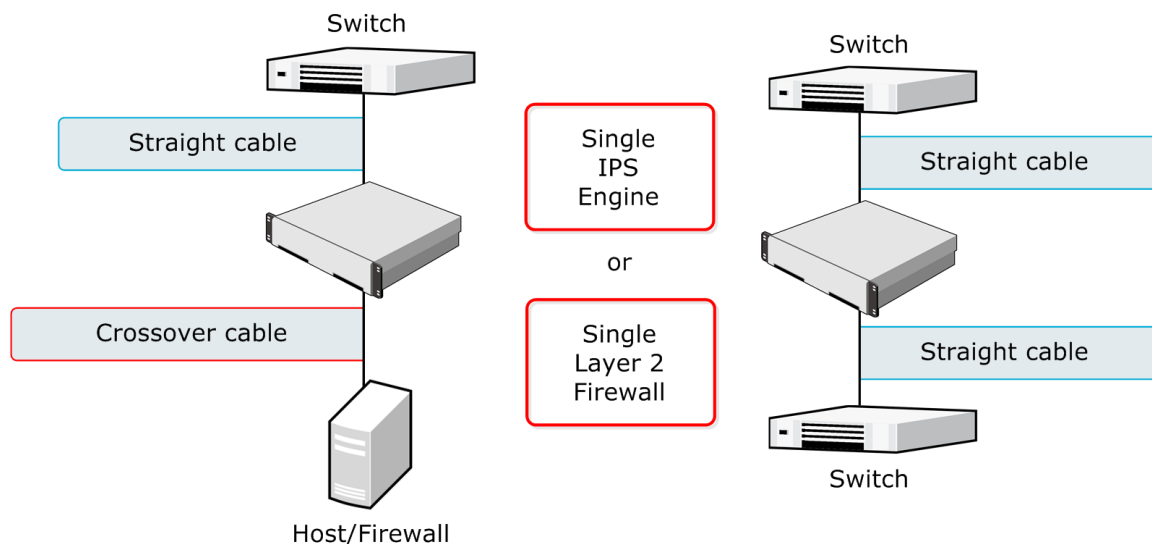 Switch
Straight cable
Crossover cable
Host/Firewall
Single
IPS
Engine
or
Single
Layer 2
Firewall
Switch
Straight cable
Straight cable
Switch